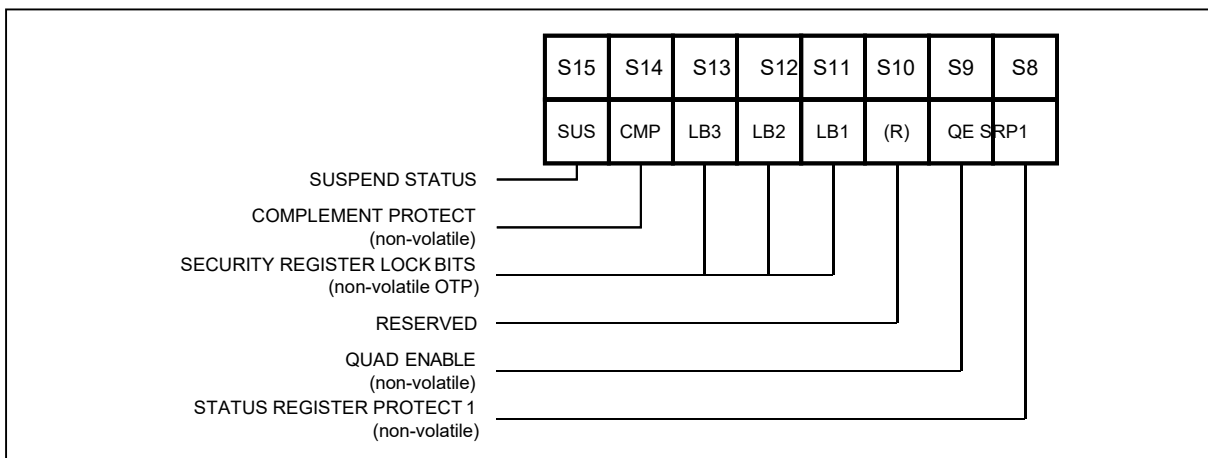 S15 S14 S13 S12 S11 S10 S9 S8
SUS CMP LB3 LB2 LB1 (R) QE SRP1
SUSPEND STATUS
COMPLEMENT PROTECT
(non-volatile)
SECURITY REGISTER LOCK BITS
(non-volatile OTP)
RESERVED
QUAD ENABLE
(non-volatile)
STATUS REGISTER PROTECT 1
(non-volatile)